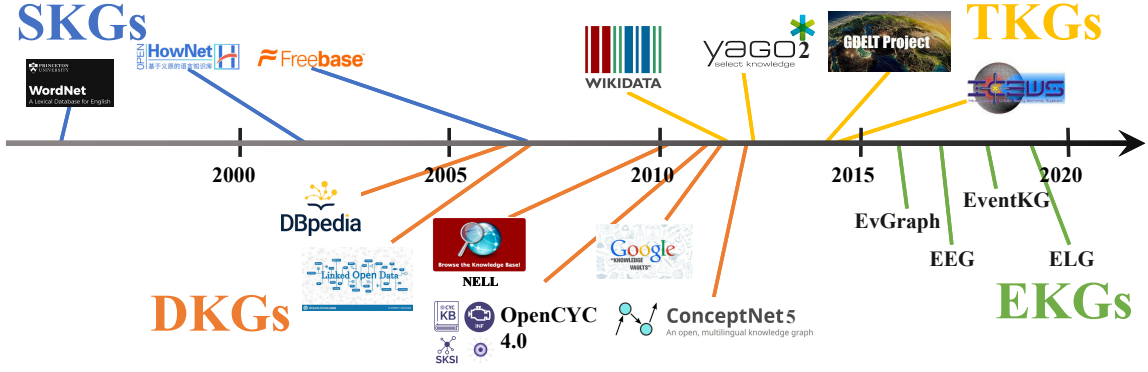 SKGs
PRINCETON
UNIVERSITY
WordNet
A Lexical Database for English
OPEN
HowNet
基于义原的语言知识库
Freebase
WIKIDATA
yago2
select knowledge
GDELT Project
TKGs
ICEWS
2000
2005
2010
2015
2020
DBpedia
Linked Open Data
Browse the Knowledge Base!
NELL
Google
"KNOWLEDGE
VAULTS"
EvGraph
EventKG
EEG
ELG
DKGs
EKGs
KB
INF
SKSI
OpenCYC
4.0
ConceptNet 5
An open, multilingual knowledge graph